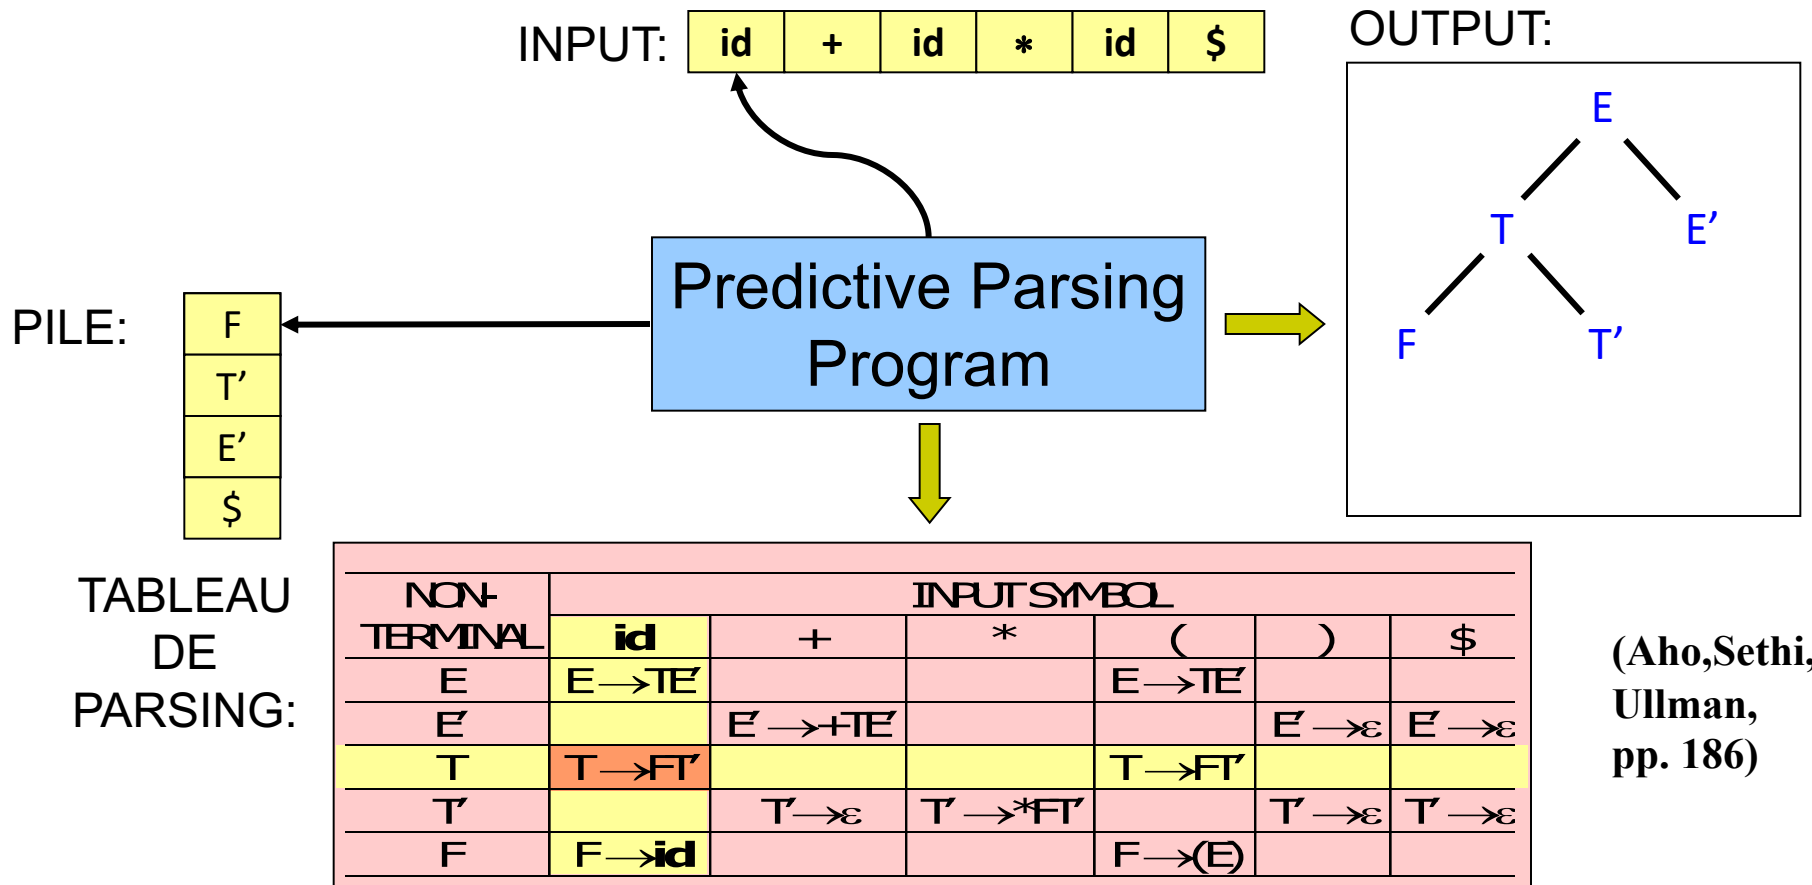 INPUT: id + id * id $
OUTPUT:
E
T E’
F T’
Predictive Parsing
Program
PILE:
F
T’
E’
$
TABLEAU
DE
PARSING:
NON-
TERMINAL
INPUT SYMBOL
id + * ( ) $
E E→TE′ E→TE′
E′ E′→+TE′ E′→ε E′→ε
T T→FT′ T→FT′
T′ T′→ε T′→*FT′ T′→ε T′→ε
F F→id F→(E)
(Aho,Sethi,
Ullman,
pp. 186)